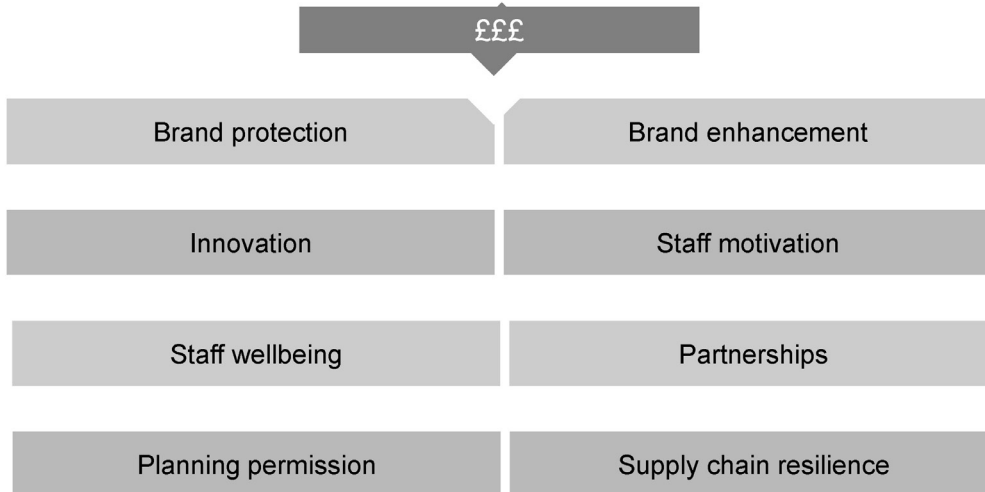 £££
Brand protection
Brand enhancement
Innovation
Staff motivation
Staff wellbeing
Partnerships
Planning permission
Supply chain resilience